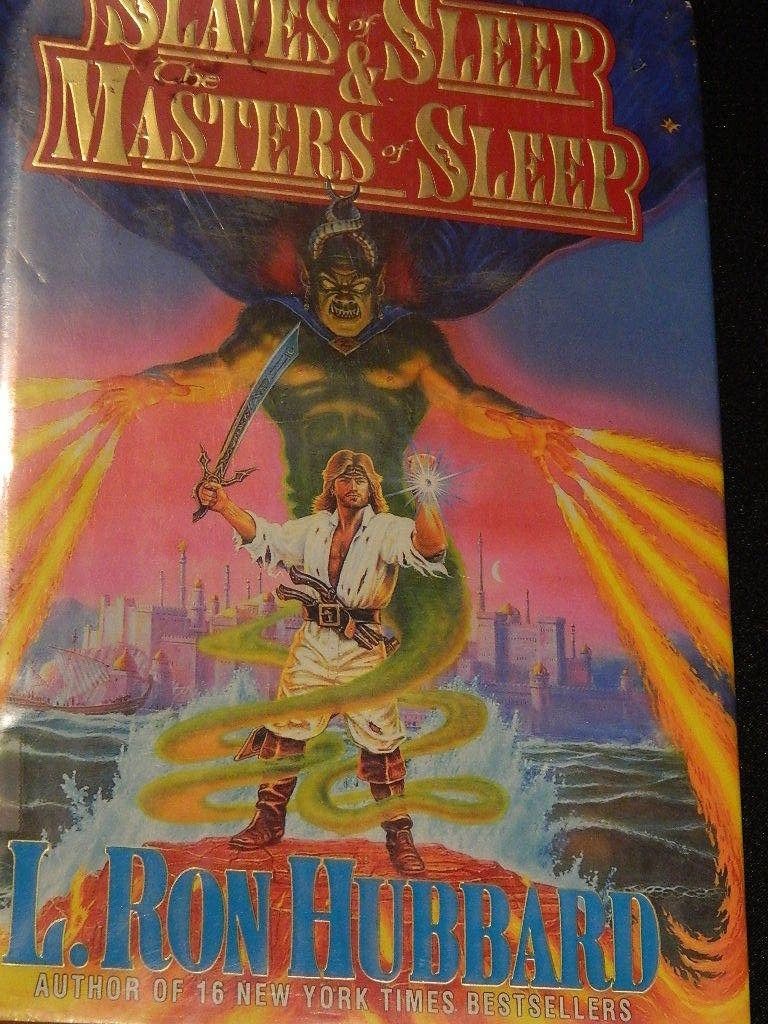 SLAVES of SLEEP
&
The
MASTERS of SLEEP
L. RON HUBBARD
AUTHOR OF 16 NEW YORK TIMES BESTSELLERS